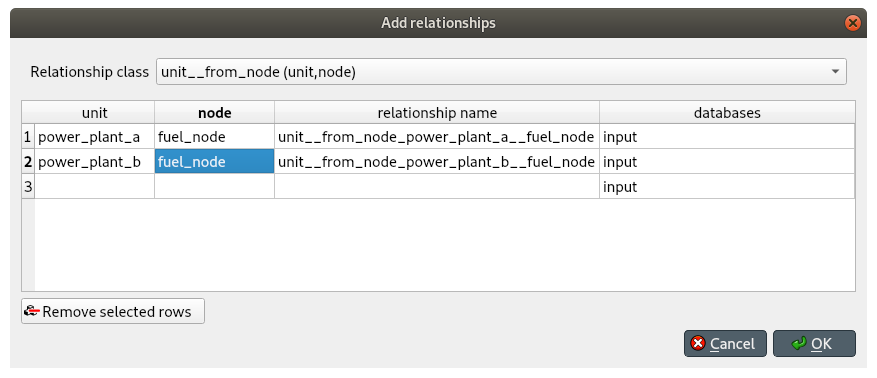 Add relationships
Relationship class unit__from_node (unit,node)
unit node relationship name databases
1 power_plant_a fuel_node unit__from_node_power_plant_a__fuel_node input
2 power_plant_b fuel_node unit__from_node_power_plant_b__fuel_node input
3 input
Remove selected rows
Cancel OK